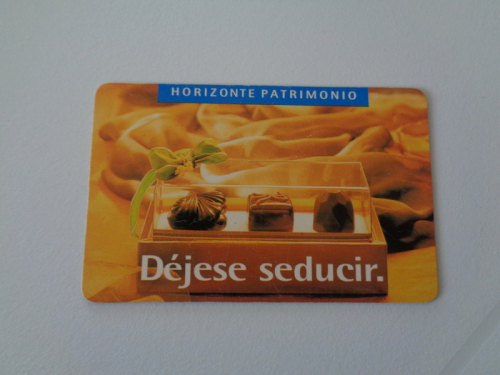 HORIZONTE PATRIMONIO
Déjese seducir.